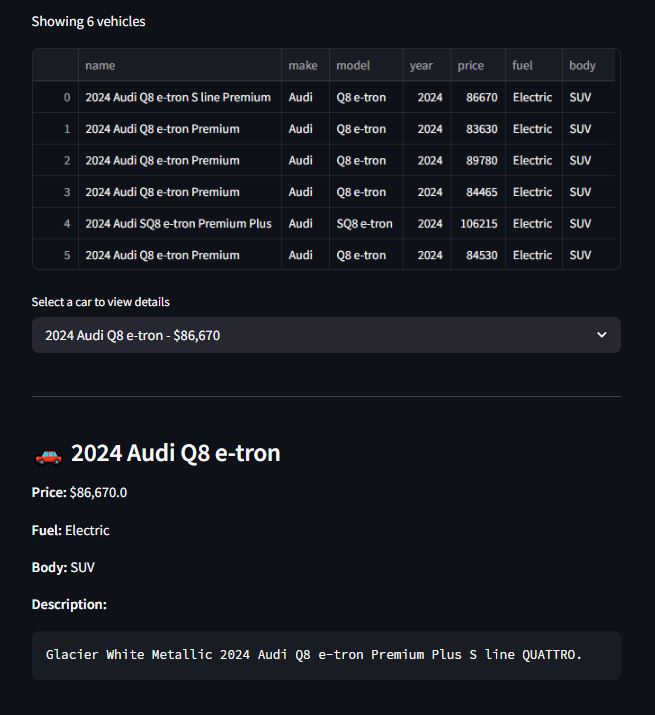 Showing 6 vehicles
name make model year price fuel body
0 2024 Audi Q8 e-tron S line Premium Audi Q8 e-tron 2024 86670 Electric SUV
1 2024 Audi Q8 e-tron Premium Audi Q8 e-tron 2024 83630 Electric SUV
2 2024 Audi Q8 e-tron Premium Audi Q8 e-tron 2024 89780 Electric SUV
3 2024 Audi Q8 e-tron Premium Audi Q8 e-tron 2024 84465 Electric SUV
4 2024 Audi SQ8 e-tron Premium Plus Audi SQ8 e-tron 2024 106215 Electric SUV
5 2024 Audi Q8 e-tron Premium Audi Q8 e-tron 2024 84530 Electric SUV
Select a car to view details
2024 Audi Q8 e-tron - $86,670
2024 Audi Q8 e-tron
Price: $86,670.0
Fuel: Electric
Body: SUV
Description:
Glacier White Metallic 2024 Audi Q8 e-tron Premium Plus S line QUATTRO.